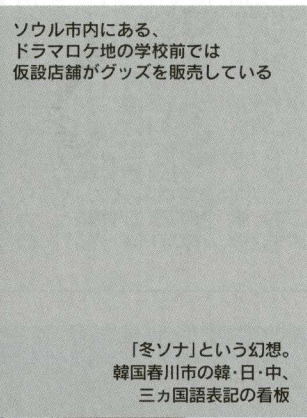 ソウル市内にある、
ドラマロケ地の学校前では
仮設店舗がグッズを販売している
「冬ソナ」という幻想。
韓国春川市の韓・日・中、
三ヵ国語表記の看板